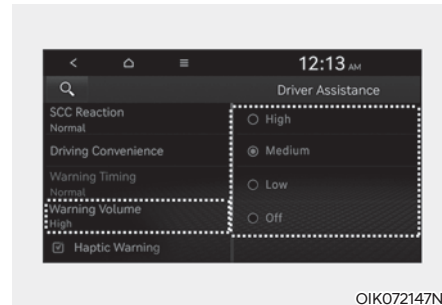 12:13 AM
Driver Assistance
SCC Reaction
Normal
Driving Convenience
Warning Timing
Normal
Warning Volume
High
Haptic Warning
High
Medium
Low
Off
OIK072147N